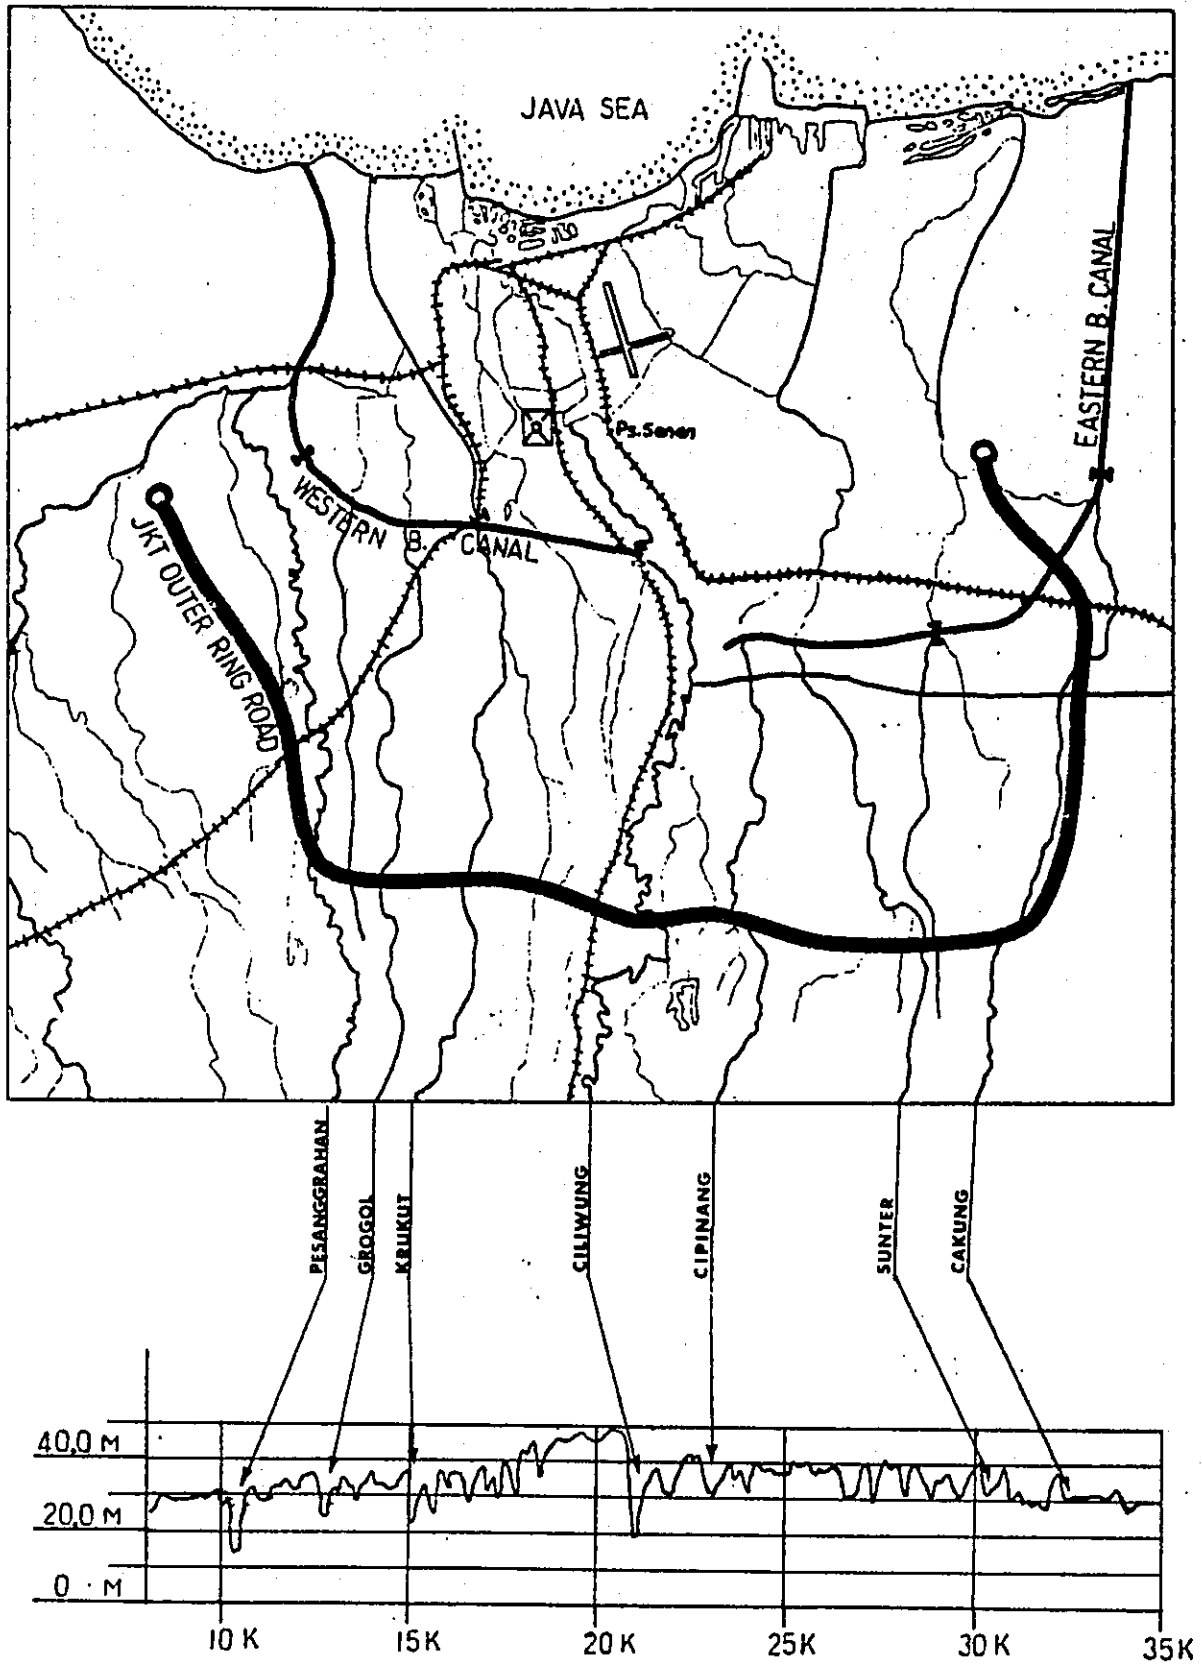 JAVA SEA
EASTERN B. CANAL
Ps.Senen
WESTERN B. CANAL
JKT OUTER RING ROAD
PESANGGRAHAN
GROGOL
KRUKUT
CILIWUNG
CIPINANG
SUNTER
CAKUNG
40,0 M
20,0 M
0 M
10 K
15K
20 K
25K
30 K
35K